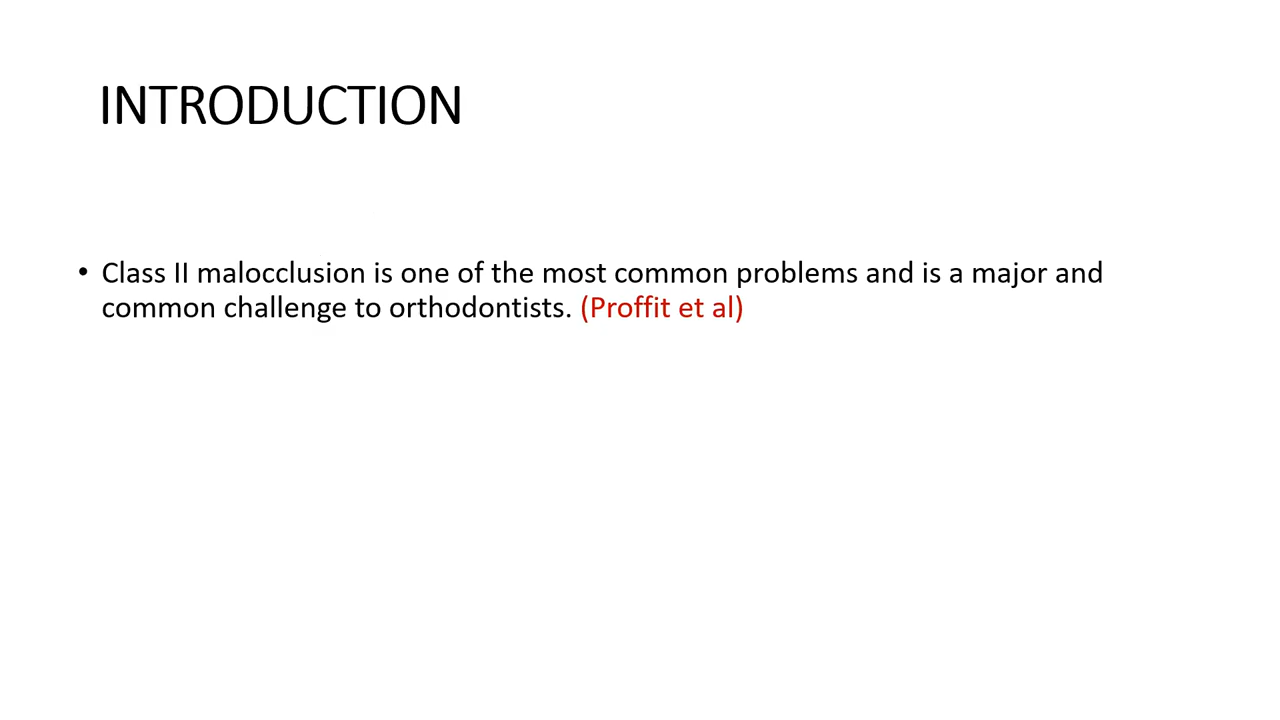 INTRODUCTION
• Class II malocclusion is one of the most common problems and is a major and
common challenge to orthodontists. (Proffit et al)